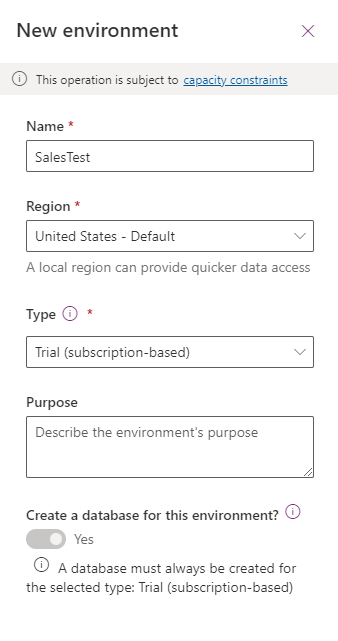 New environment
This operation is subject to capacity constraints
Name *
SalesTest
Region *
United States - Default
A local region can provide quicker data access
Type *
Trial (subscription-based)
Purpose
Describe the environment's purpose
Create a database for this environment?
Yes
A database must always be created for
the selected type: Trial (subscription-based)